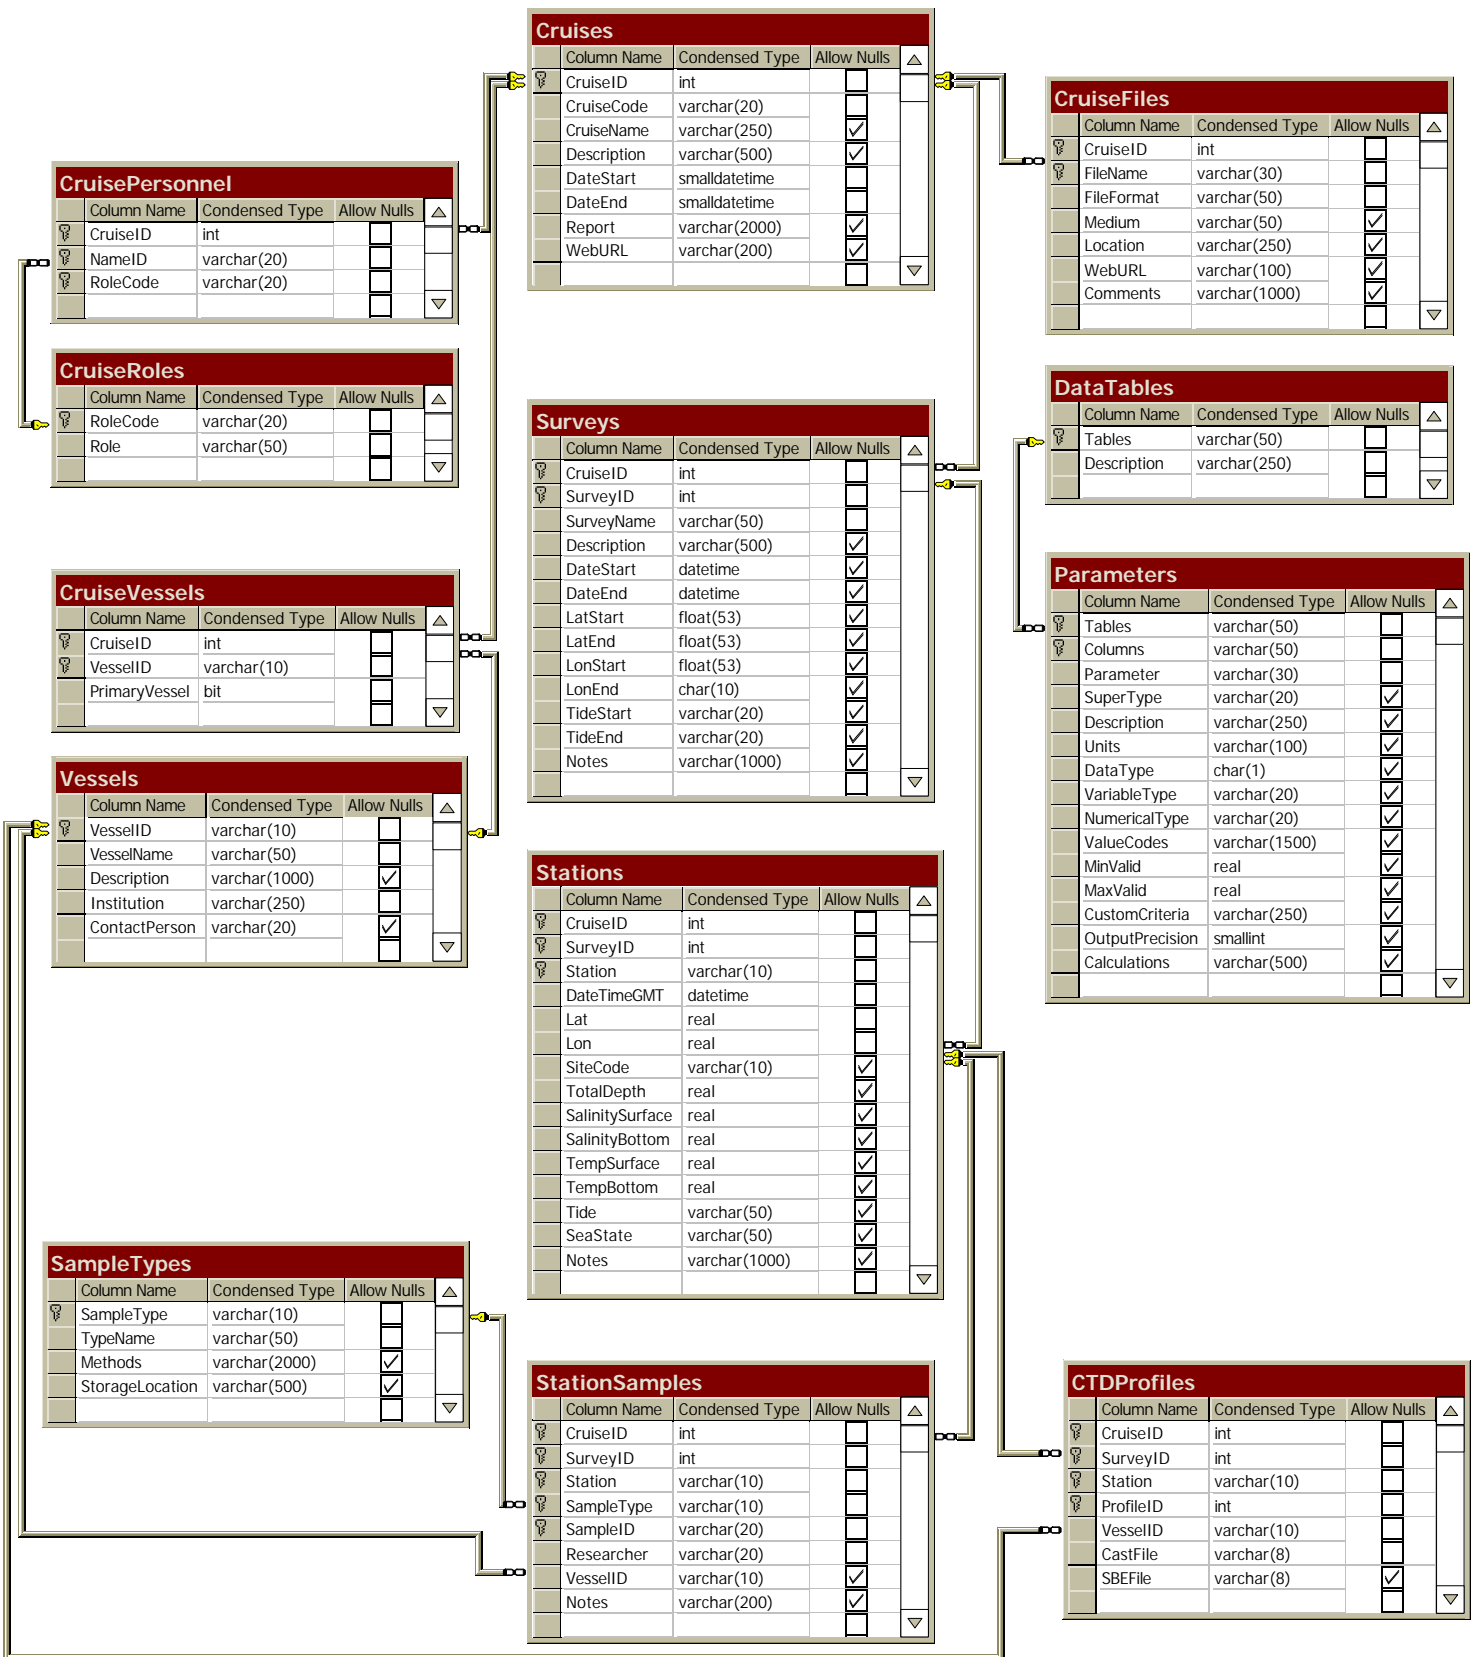 Cruises
Column Name Condensed Type Allow Nulls
CruiseID int
CruiseCode varchar(20)
CruiseName varchar(250)
Description varchar(500)
DateStart smalldatetime
DateEnd smalldatetime
Report varchar(2000)
WebURL varchar(200)
CruiseFiles
Column Name Condensed Type Allow Nulls
CruiseID int
FileName varchar(30)
FileFormat varchar(50)
Medium varchar(50)
Location varchar(250)
WebURL varchar(100)
Comments varchar(1000)
CruisePersonnel
Column Name Condensed Type Allow Nulls
CruiseID int
NameID varchar(20)
RoleCode varchar(20)
CruiseRoles
Column Name Condensed Type Allow Nulls
RoleCode varchar(20)
Role varchar(50)
DataTables
Column Name Condensed Type Allow Nulls
Tables varchar(50)
Description varchar(250)
Surveys
Column Name Condensed Type Allow Nulls
CruiseID int
SurveyID int
SurveyName varchar(50)
Description varchar(500)
DateStart datetime
DateEnd datetime
LatStart float(53)
LatEnd float(53)
LonStart float(53)
LonEnd char(10)
TideStart varchar(20)
TideEnd varchar(20)
Notes varchar(1000)
Parameters
Column Name Condensed Type Allow Nulls
Tables varchar(50)
Columns varchar(50)
Parameter varchar(30)
SuperType varchar(20)
Description varchar(250)
Units varchar(100)
DataType char(1)
VariableType varchar(20)
NumericalType varchar(20)
ValueCodes varchar(1500)
MinValid real
MaxValid real
CustomCriteria varchar(250)
OutputPrecision smallint
Calculations varchar(500)
CruiseVessels
Column Name Condensed Type Allow Nulls
CruiseID int
VesselID varchar(10)
PrimaryVessel bit
Vessels
Column Name Condensed Type Allow Nulls
VesselID varchar(10)
VesselName varchar(50)
Description varchar(1000)
Institution varchar(250)
ContactPerson varchar(20)
Stations
Column Name Condensed Type Allow Nulls
CruiseID int
SurveyID int
Station varchar(10)
DateTimeGMT datetime
Lat real
Lon real
SiteCode varchar(10)
TotalDepth real
SalinitySurface real
SalinityBottom real
TempSurface real
TempBottom real
Tide varchar(50)
SeaState varchar(50)
Notes varchar(1000)
SampleTypes
Column Name Condensed Type Allow Nulls
SampleType varchar(10)
TypeName varchar(50)
Methods varchar(2000)
StorageLocation varchar(500)
StationSamples
Column Name Condensed Type Allow Nulls
CruiseID int
SurveyID int
Station varchar(10)
SampleType varchar(10)
SampleID varchar(20)
Researcher varchar(20)
VesselID varchar(10)
Notes varchar(200)
CTDProfiles
Column Name Condensed Type Allow Nulls
CruiseID int
SurveyID int
Station varchar(10)
ProfileID int
VesselID varchar(10)
CastFile varchar(8)
SBEFile varchar(8)